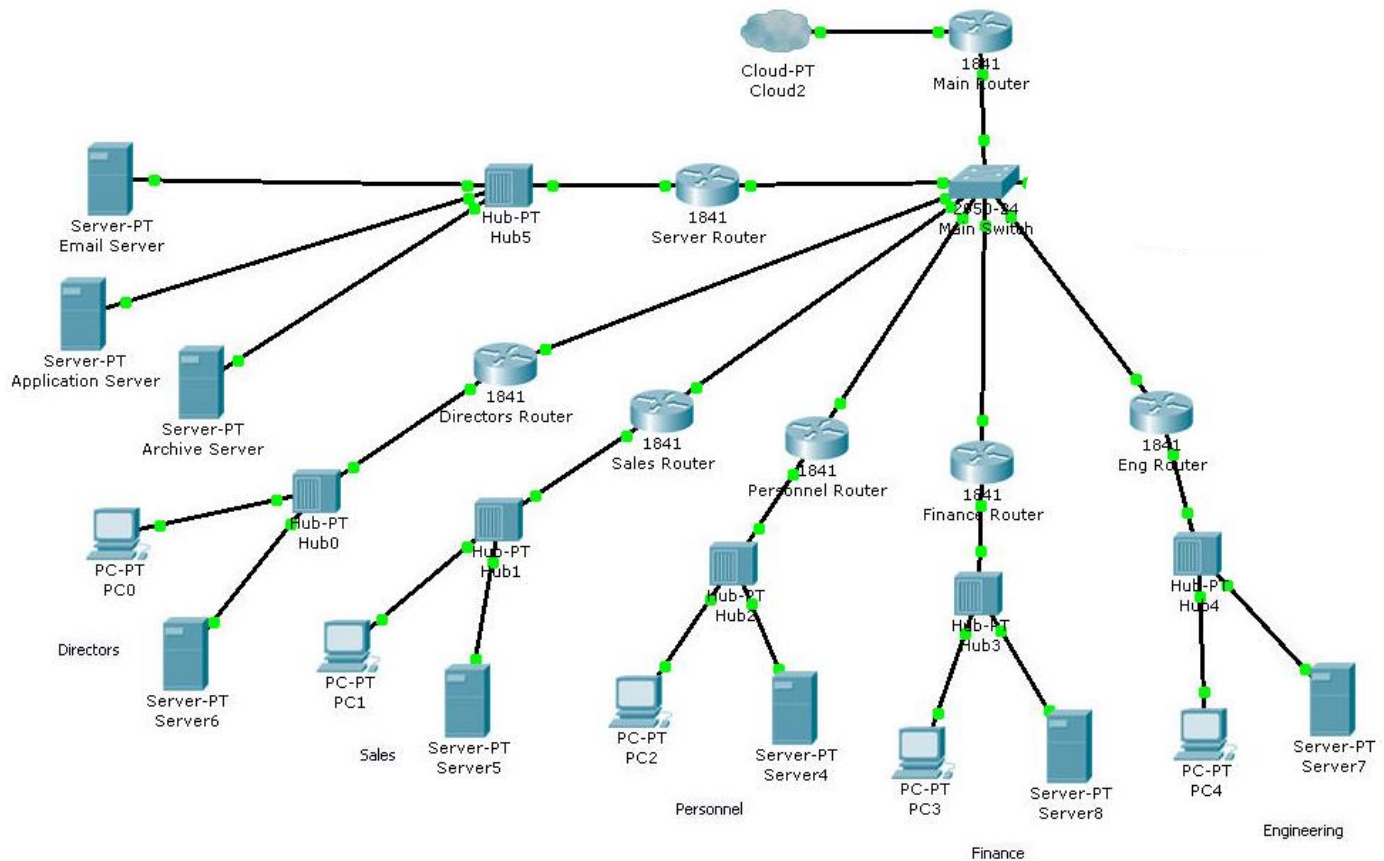 Cloud-PT
Cloud2
1841
Main Router
Server-PT
Email Server
Hub-PT
Hub5
1841
Server Router
2950-24
Main Switch
Server-PT
Application Server
Server-PT
Archive Server
1841
Directors Router
1841
Sales Router
1841
Personnel Router
1841
Finance Router
1841
Eng Router
Hub-PT
Hub0
PC-PT
PC0
Directors
Server-PT
Server6
Hub-PT
Hub1
PC-PT
PC1
Sales
Server-PT
Server5
Hub-PT
Hub2
PC-PT
PC2
Server-PT
Server4
Personnel
Hub-PT
Hub3
PC-PT
PC3
Server-PT
Server8
Finance
Hub-PT
Hub4
PC-PT
PC4
Server-PT
Server7
Engineering